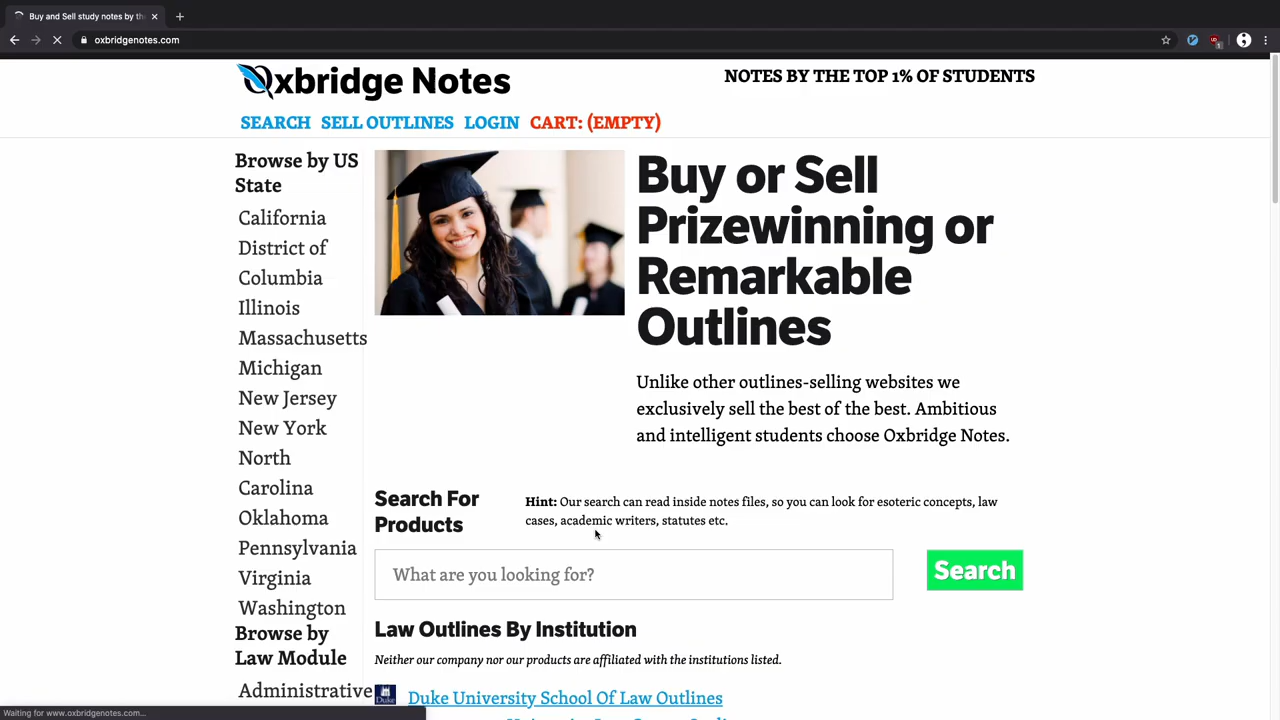 Buy and Sell study notes by th
oxbridgenotes.com
Oxbridge Notes
NOTES BY THE TOP 1% OF STUDENTS
SEARCH SELL OUTLINES LOGIN CART: (EMPTY)
Browse by US
State
California
District of
Columbia
Illinois
Massachusetts
Michigan
New Jersey
New York
North
Carolina
Oklahoma
Pennsylvania
Virginia
Washington
Browse by
Law Module
Administrative
Buy or Sell
Prizewinning or
Remarkable
Outlines
Unlike other outlines-selling websites we
exclusively sell the best of the best. Ambitious
and intelligent students choose Oxbridge Notes.
Search For
Products
Hint: Our search can read inside notes files, so you can look for esoteric concepts, law
cases, academic writers, statutes etc.
What are you looking for?
Search
Law Outlines By Institution
Neither our company nor our products are affiliated with the institutions listed.
Duke
Duke University School Of Law Outlines
Waiting for www.oxbridgenotes.com...